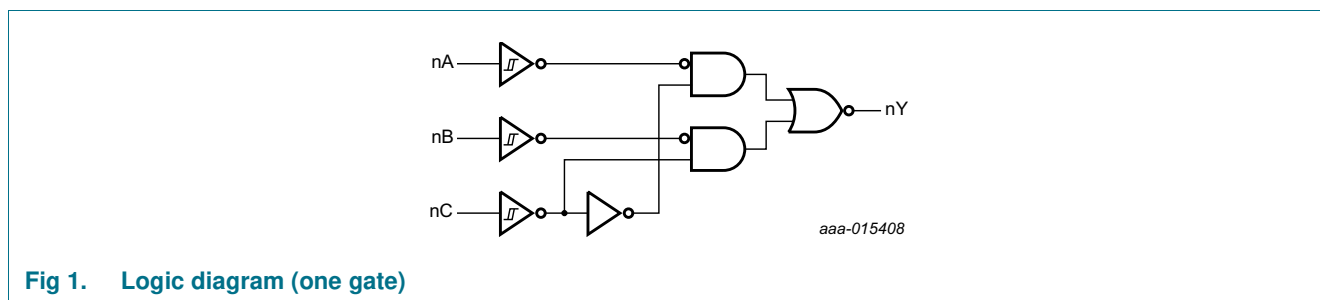 nA
nY
nB
nC
aaa-015408
Fig 1. Logic diagram (one gate)